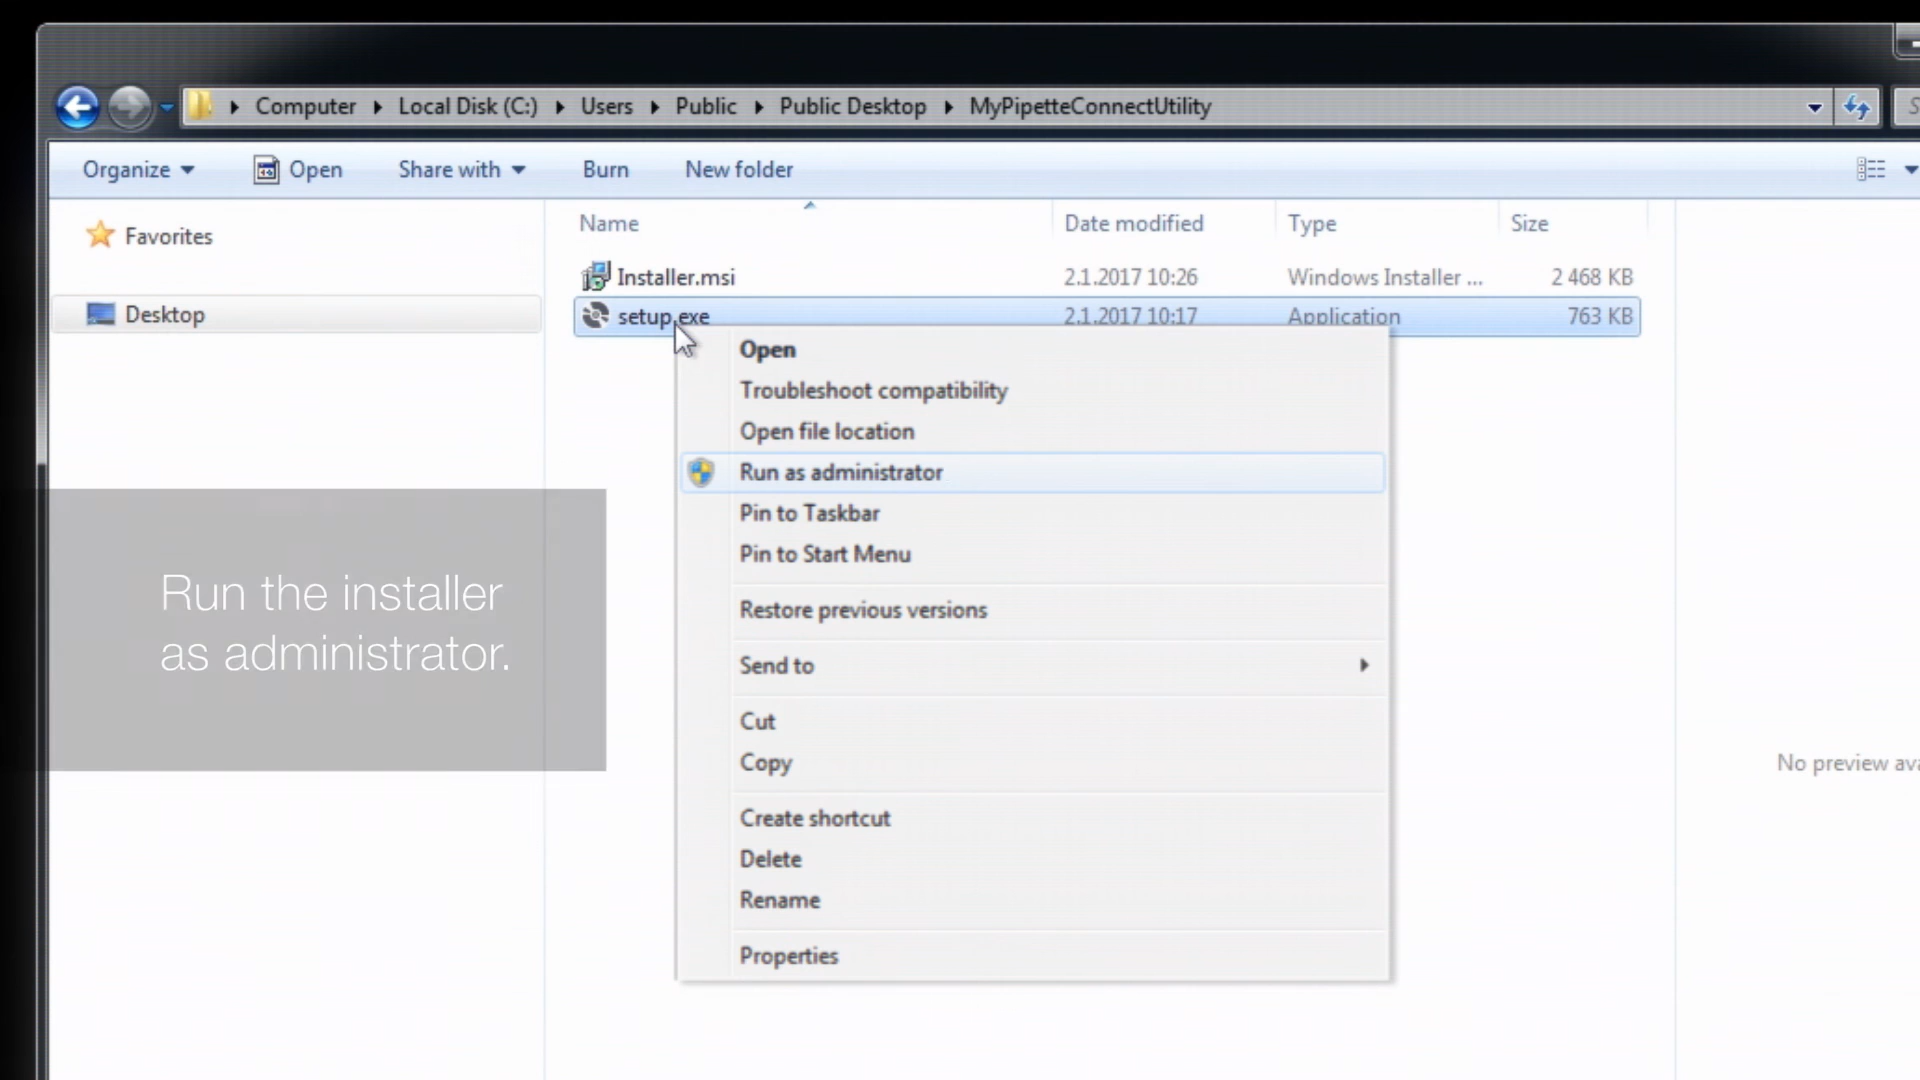 Computer Local Disk (C:) Users Public Public Desktop MyPipetteConnectUtility
Organize Open Share with Burn New folder
Favorites
Desktop
Name Date modified Type Size
Installer.msi 2.1.2017 10:26 Windows Installer ... 2 468 KB
setup.exe 2.1.2017 10:17 Application 763 KB
Open
Troubleshoot compatibility
Open file location
Run as administrator
Pin to Taskbar
Pin to Start Menu
Restore previous versions
Send to
Cut
Copy
Create shortcut
Delete
Rename
Properties
Run the installer
as administrator.
No preview